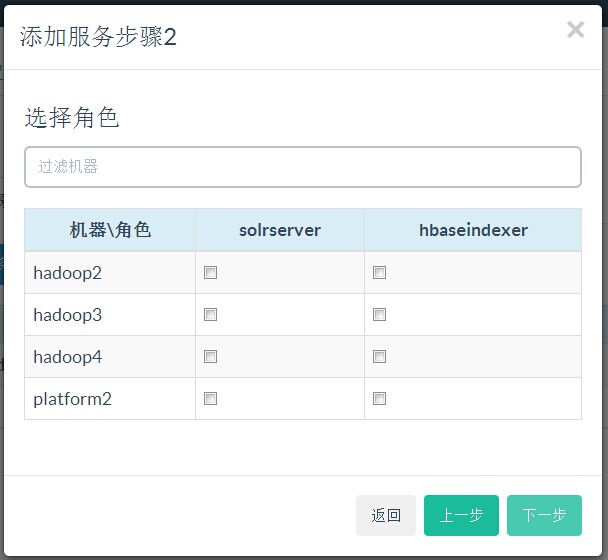 添加服务步骤2
×
选择角色
过滤机器
机器\角色 solrserver hbaseindexer
hadoop2
hadoop3
hadoop4
platform2
返回 上一步 下一步